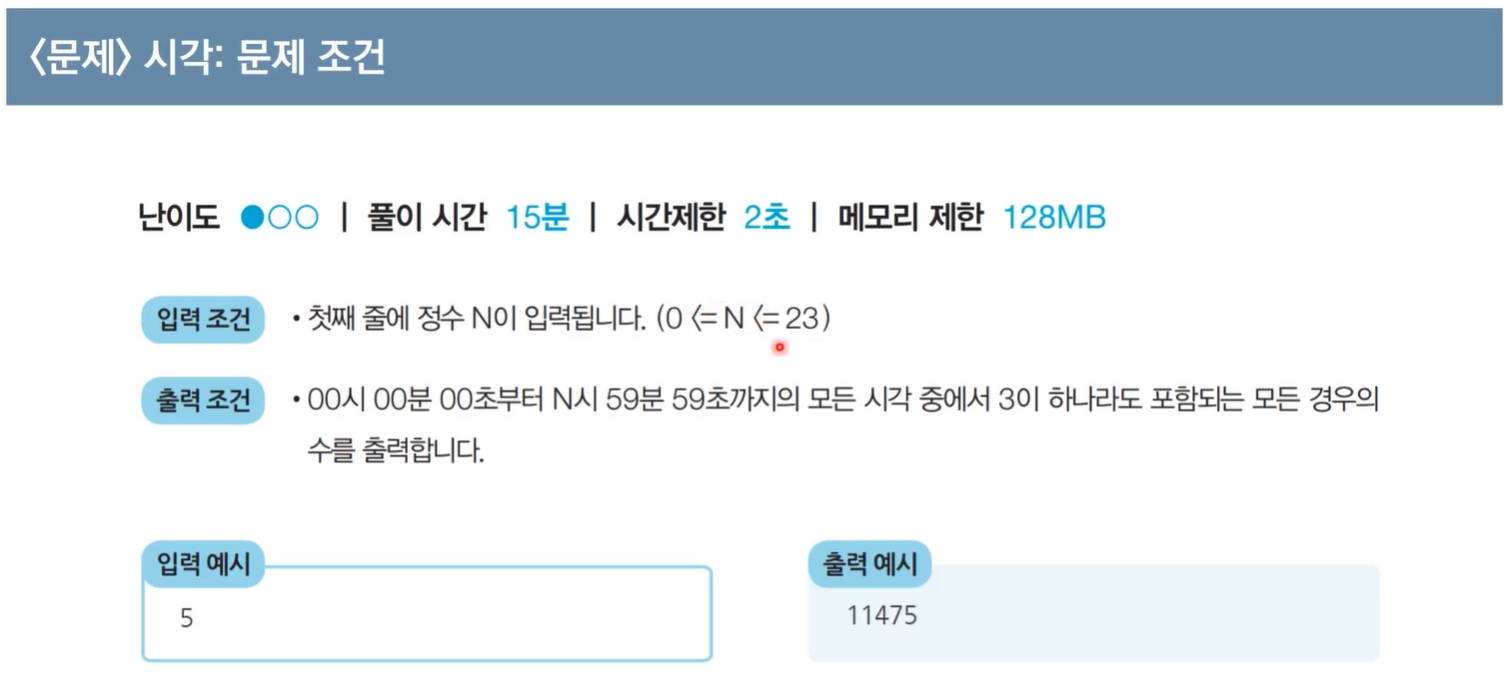 〈문제〉 시각: 문제 조건
난이도 ●○○ | 풀이 시간 15분 | 시간제한 2초 | 메모리 제한 128MB
입력 조건 • 첫째 줄에 정수 N이 입력됩니다. (0 <= N <= 23)
출력 조건 • 00시 00분 00초부터 N시 59분 59초까지의 모든 시각 중에서 3이 하나라도 포함되는 모든 경우의
수를 출력합니다.
입력 예시
5
출력 예시
11475